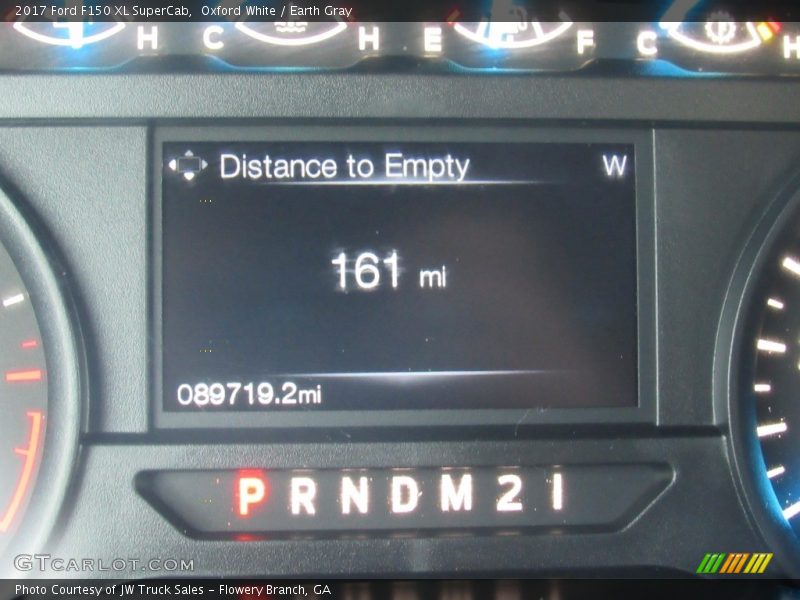 2017 Ford F150 XL SuperCab,  Oxford White / Earth Gray
H C H E F C H
Distance to Empty W
161 mi
089719.2mi
P R N D M 2 1
GTCARLOT.COM
Photo Courtesy of JW Truck Sales - Flowery Branch, GA